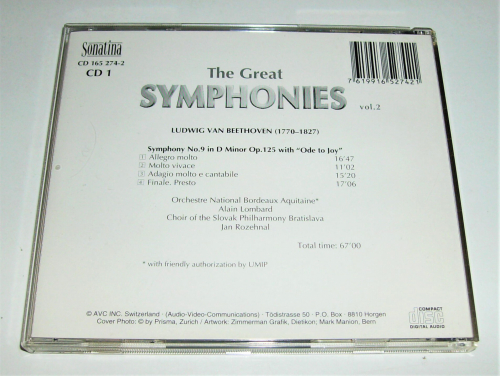 Sonatina
CD 165 274-2
CD 1
7 619916 527421
The Great
SYMPHONIES vol.2
LUDWIG VAN BEETHOVEN (1770–1827)
Symphony No.9 in D Minor Op.125 with "Ode to Joy"
1 Allegro molto 16'47
2 Molto vivace 11'02
3 Adagio molto e cantabile 15'20
4 Finale. Presto 17'06
Orchestre National Bordeaux Aquitaine*
Alain Lombard
Choir of the Slovak Philharmony Bratislava
Jan Rozehnal
Total time: 67'00
* with friendly authorization by UMIP
© AVC INC. Switzerland · (Audio-Video-Communications) · Tödistrasse 50 · P.O. Box · 8810 Horgen
Cover Photo: © by Prisma, Zurich / Artwork: Zimmerman Grafik, Dietikon; Mark Manion, Bern
COMPACT
disc
DIGITAL AUDIO